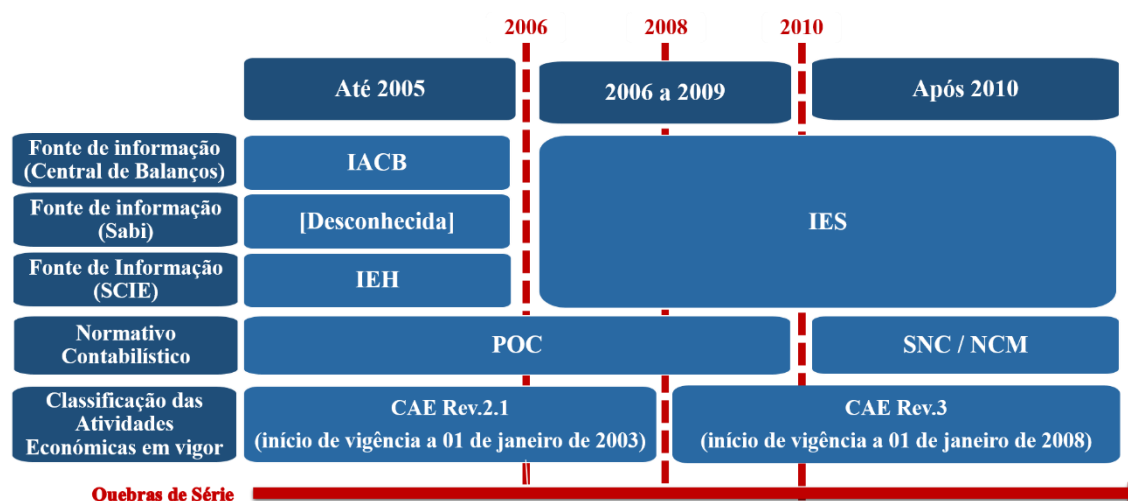 2006
2008
2010
Até 2005
2006 a 2009
Após 2010
Fonte de informação
(Central de Balanços)
IACB
IES
Fonte de informação
(Sabi)
[Desconhecida]
Fonte de Informação
(SCIE)
IEH
Normativo
Contabilístico
POC
SNC / NCM
Classificação das
Atividades
Económicas em vigor
CAE Rev.2.1
(início de vigência a 01 de janeiro de 2003)
CAE Rev.3
(início de vigência a 01 de janeiro de 2008)
Quebras de Série